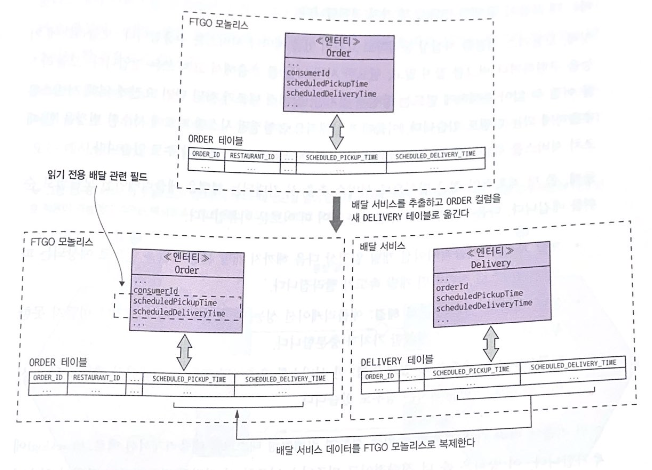 FTGO 모놀리스
≪엔터티≫
Order
...
consumerId
scheduledPickupTime
scheduledDeliveryTime
...
ORDER 테이블
ORDER_ID RESTAURANT_ID ... SCHEDULED_PICKUP_TIME SCHEDULED_DELIVERY_TIME
... ... ... ...
읽기 전용 배달 관련 필드
배달 서비스를 추출하고 ORDER 컬럼을
새 DELIVERY 테이블로 옮긴다
FTGO 모놀리스
≪엔터티≫
Order
...
consumerId
scheduledPickupTime
scheduledDeliveryTime
...
ORDER 테이블
ORDER_ID RESTAURANT_ID ... SCHEDULED_PICKUP_TIME SCHEDULED_DELIVERY_TIME
... ... ... ...
배달 서비스
≪엔터티≫
Delivery
...
orderId
scheduledPickupTime
scheduledDeliveryTime
...
DELIVERY 테이블
ORDER_ID ... SCHEDULED_PICKUP_TIME SCHEDULED_DELIVERY_TIME
... ... ...
배달 서비스 데이터를 FTGO 모놀리스로 복제한다